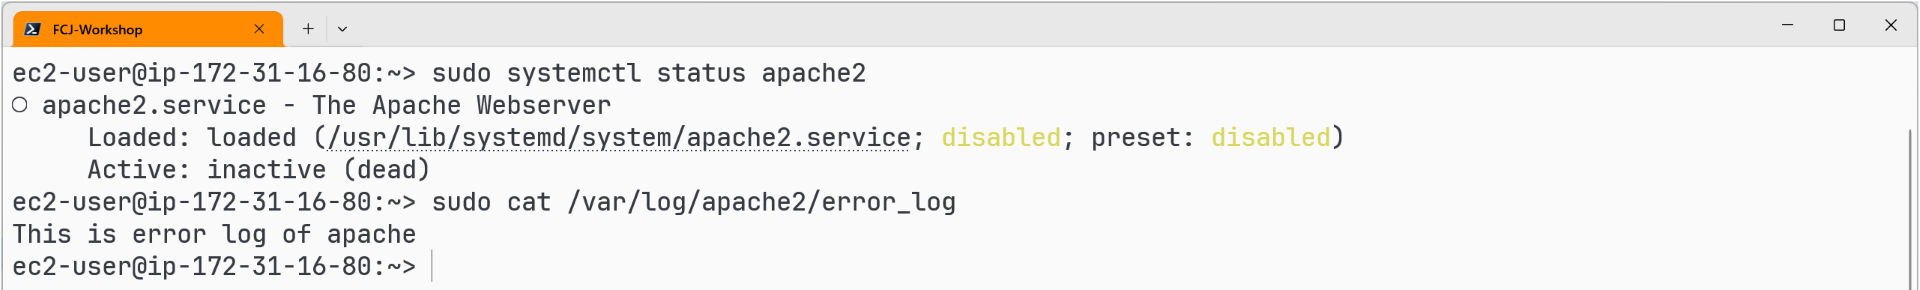 FCJ-Workshop
ec2-user@ip-172-31-16-80:~> sudo systemctl status apache2
○ apache2.service - The Apache Webserver
     Loaded: loaded (/usr/lib/systemd/system/apache2.service; disabled; preset: disabled)
     Active: inactive (dead)
ec2-user@ip-172-31-16-80:~> sudo cat /var/log/apache2/error_log
This is error log of apache
ec2-user@ip-172-31-16-80:~>